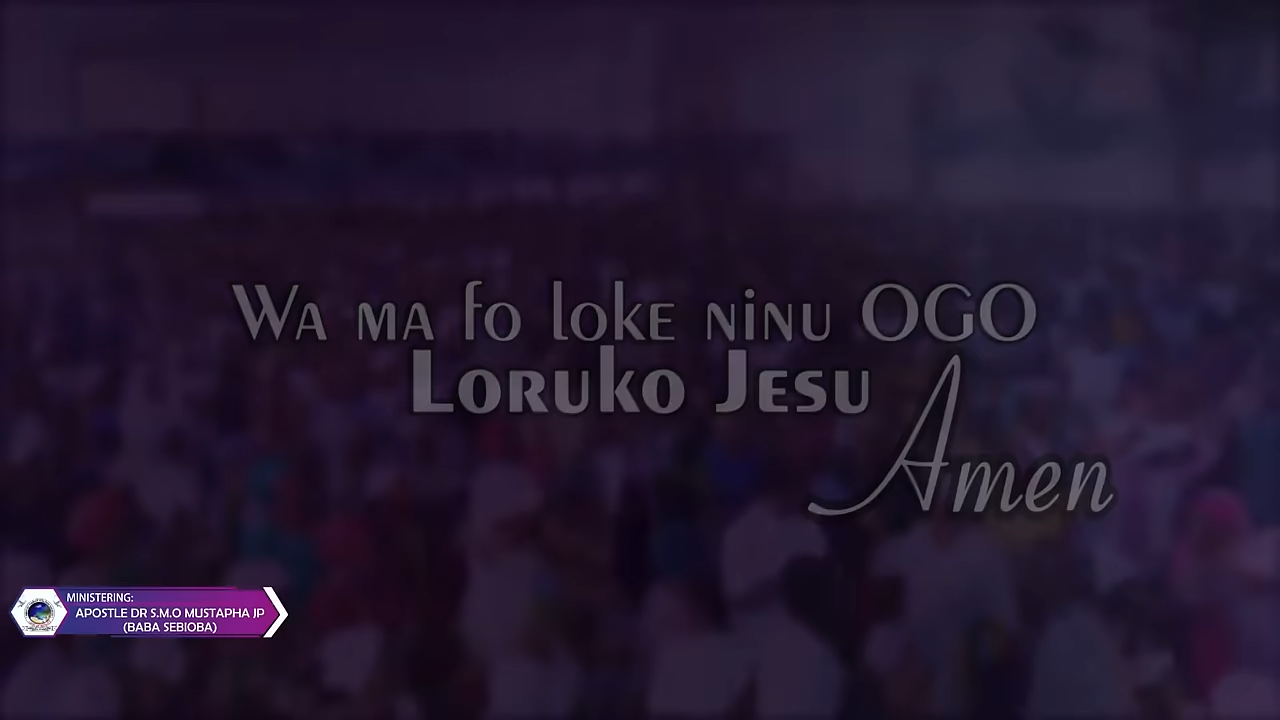 Wa ma fo loke ninu OGO
Loruko Jesu
Amen
MINISTERING:
APOSTLE DR S.M.O MUSTAPHA JP
(BABA SEBIOBA)